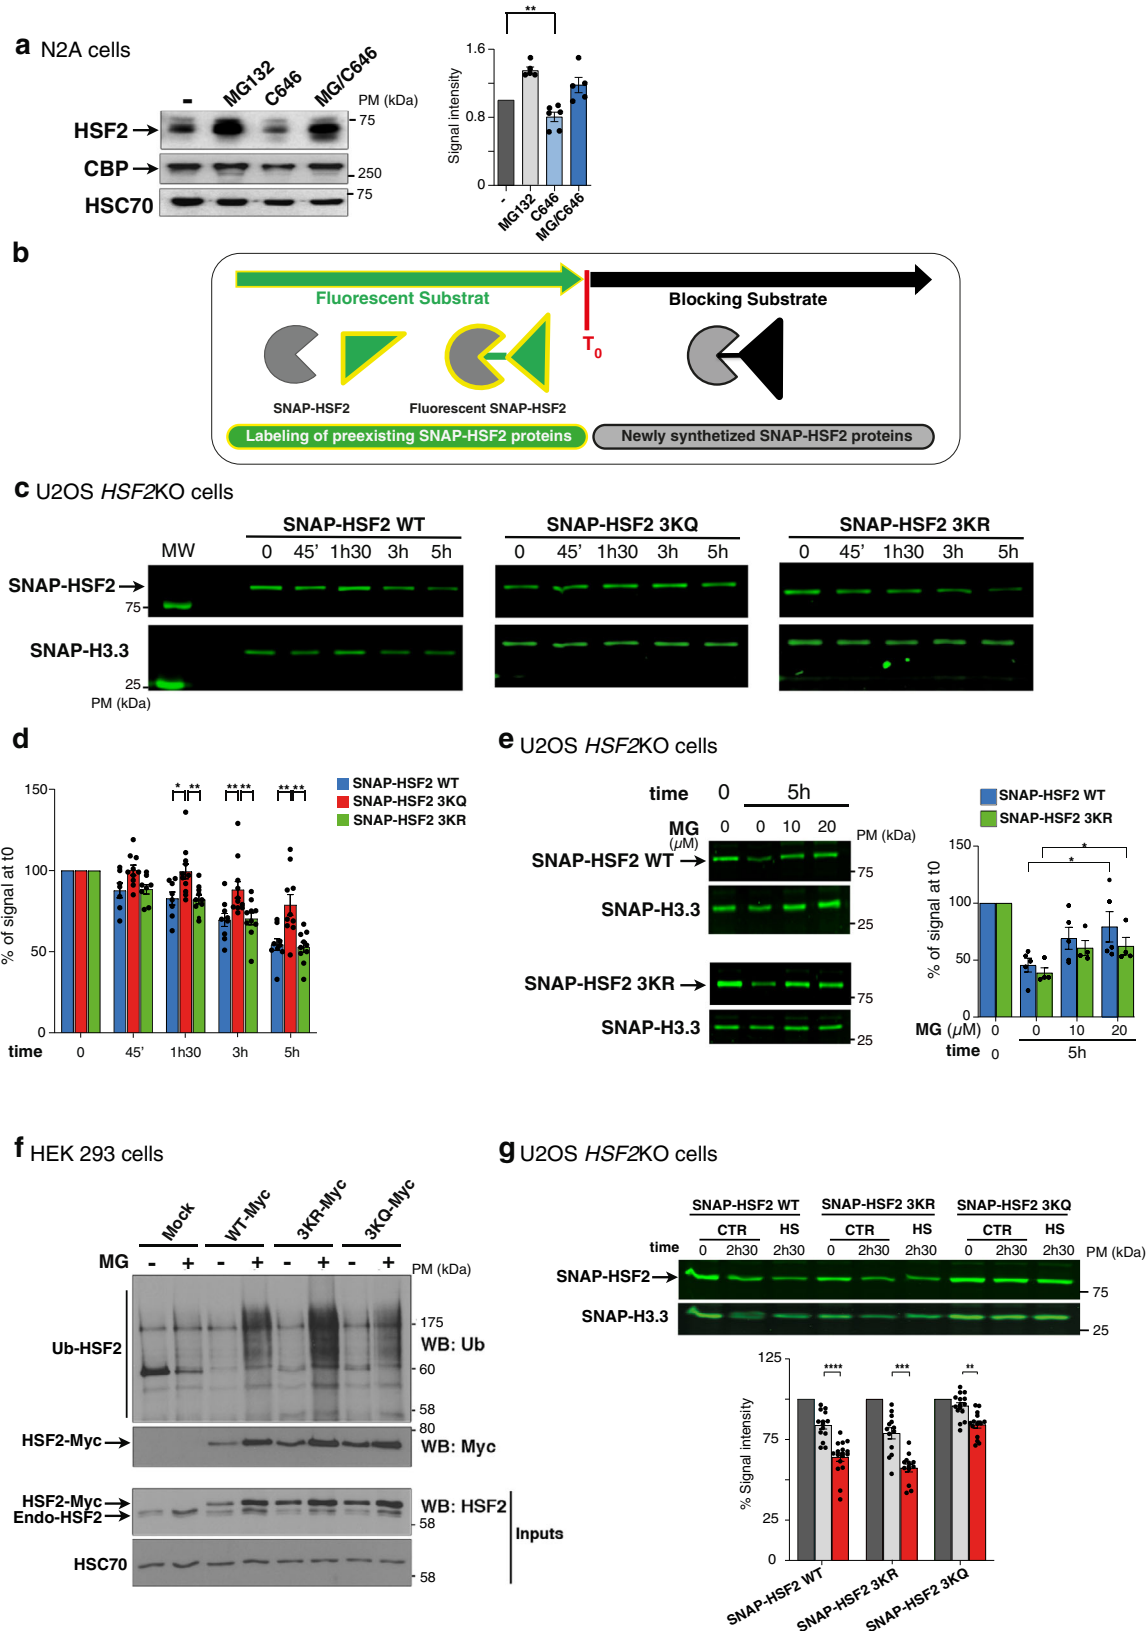 a N2A cells
MG132
C646
MG/C646
-
PM (kDa)
HSF2
75
CBP
250
HSC70
75
**
1.6
0.8
0
Signal intensity
-
MG132
C646
MG/C646
b
Fluorescent Substrat
Blocking Substrate
T0
SNAP-HSF2
Fluorescent SNAP-HSF2
Labeling of preexisting SNAP-HSF2 proteins
Newly synthetized SNAP-HSF2 proteins
c U2OS HSF2KO cells
SNAP-HSF2 WT
SNAP-HSF2 3KQ
SNAP-HSF2 3KR
MW
0 45' 1h30 3h 5h
0 45' 1h30 3h 5h
0 45' 1h30 3h 5h
SNAP-HSF2
75
SNAP-H3.3
25
PM (kDa)
d
SNAP-HSF2 WT
SNAP-HSF2 3KQ
SNAP-HSF2 3KR
150
100
50
0
% of signal at t0
* **
** **
** **
time 0 45' 1h30 3h 5h
e U2OS HSF2KO cells
time 0 5h
MG (µM) 0 0 10 20
PM (kDa)
SNAP-HSF2 WT
75
SNAP-H3.3
25
SNAP-HSF2 3KR
75
SNAP-H3.3
25
SNAP-HSF2 WT
SNAP-HSF2 3KR
150
100
50
0
% of signal at t0
*
*
MG (µM) 0 0 10 20
time 0 5h
f HEK 293 cells
Mock
WT-Myc
3KR-Myc
3KQ-Myc
MG - + - + - + - +
PM (kDa)
Ub-HSF2
175
WB: Ub
60
58
80
HSF2-Myc
WB: Myc
HSF2-Myc
WB: HSF2
Endo-HSF2
58
Inputs
HSC70
58
g U2OS HSF2KO cells
SNAP-HSF2 WT
SNAP-HSF2 3KR
SNAP-HSF2 3KQ
CTR HS CTR HS CTR HS
time 0 2h30 2h30 0 2h30 2h30 0 2h30 2h30 PM (kDa)
SNAP-HSF2
75
SNAP-H3.3
25
125
75
25
0
% Signal intensity
**** *** **
SNAP-HSF2 WT
SNAP-HSF2 3KR
SNAP-HSF2 3KQ